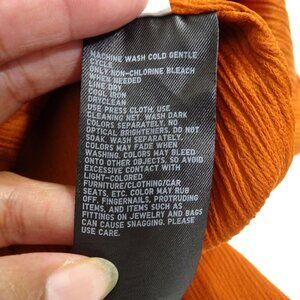 MACHINE WASH COLD GENTLE
CYCLE
ONLY NON-CHLORINE BLEACH
WHEN NEEDED
LINE DRY
COOL IRON
DRYCLEAN
USE PRESS CLOTH, USE
CLEANING NET. WASH DARK
COLORS SEPARATELY. NO
OPTICAL BRIGHTENERS, DO NOT
SOAK. WASH SEPARATELY.
COLORS MAY FADE WHEN
WASHING. COLORS MAY BLEED
ONTO OTHER OBJECTS, SO AVOID
EXCESSIVE CONTACT WITH
LIGHT-COLORED
FURNITURE/CLOTHING/CAR
SEATS, ETC. COLOR MAY RUB
OFF. FINGERNAILS, PROTRUDING
ITEMS, AND ITEMS SUCH AS
FITTINGS ON JEWELRY AND BAGS
CAN CAUSE SNAGGING. PLEASE
USE CARE.